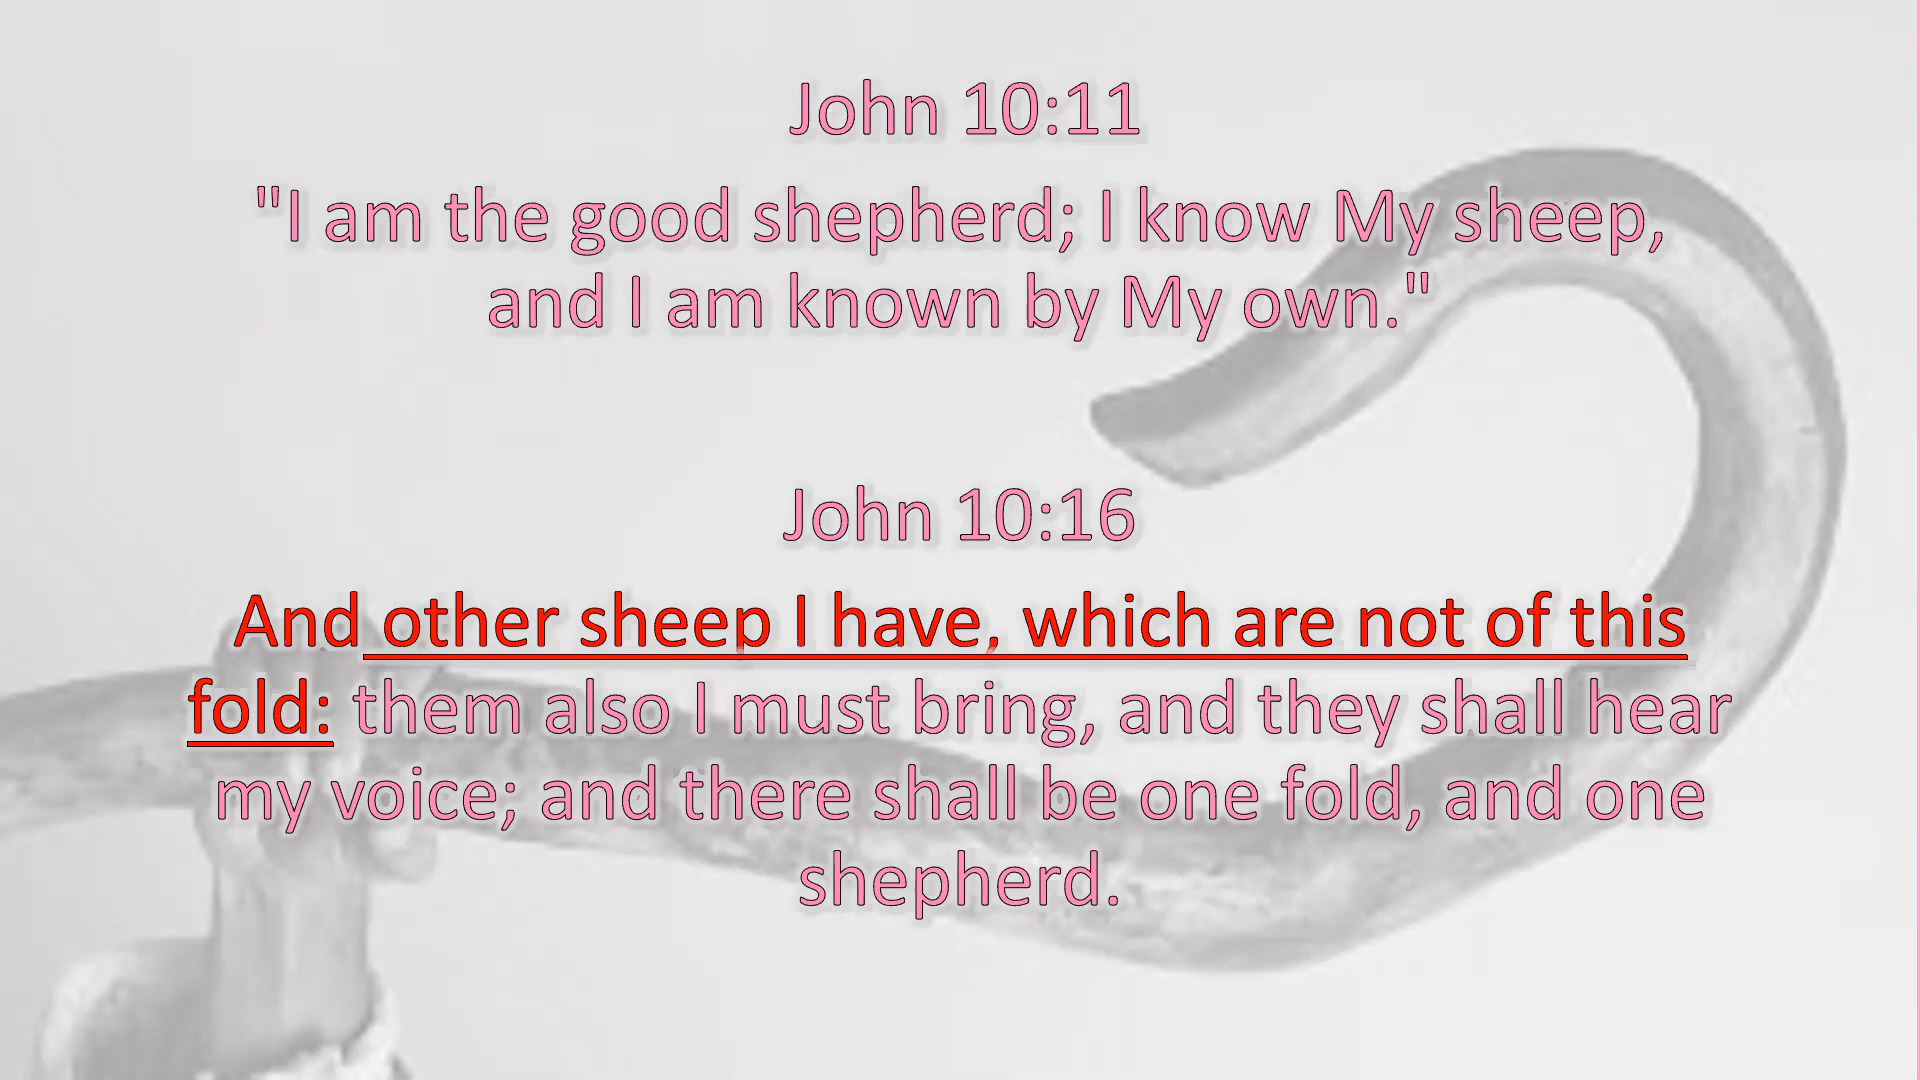 John 10:11
"I am the good shepherd; I know My sheep,
and I am known by My own."
John 10:16
And other sheep I have, which are not of this
fold: them also I must bring, and they shall hear
my voice; and there shall be one fold, and one
shepherd.